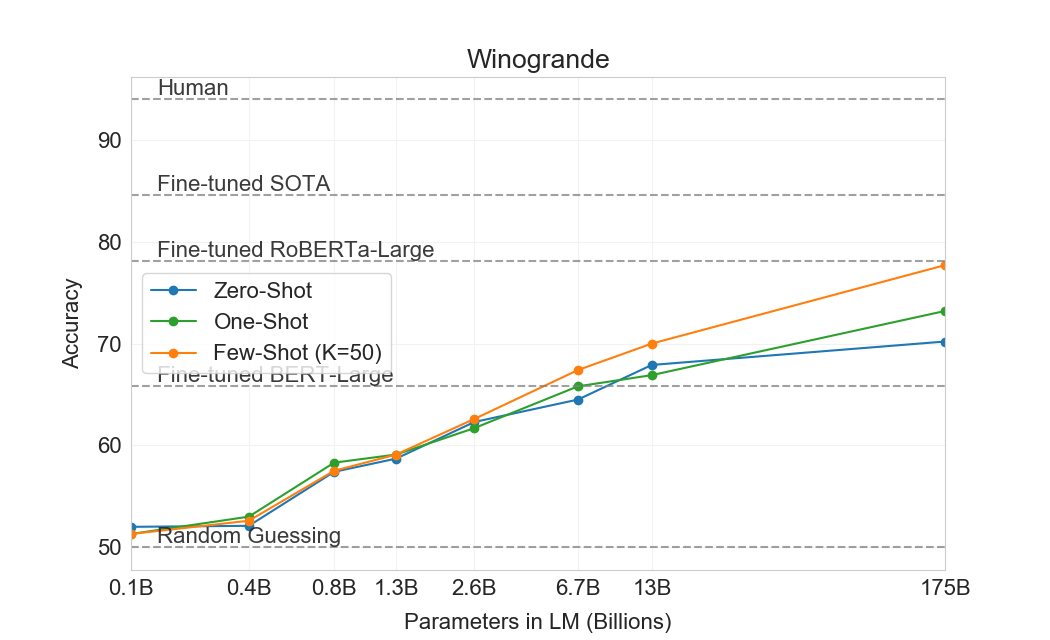 Winogrande
Human
90
Fine-tuned SOTA
80
Fine-tuned RoBERTa-Large
Zero-Shot
One-Shot
Few-Shot (K=50)
70
Fine-tuned BERT-Large
60
Random Guessing
50
Accuracy
0.1B 0.4B 0.8B 1.3B 2.6B 6.7B 13B 175B
Parameters in LM (Billions)